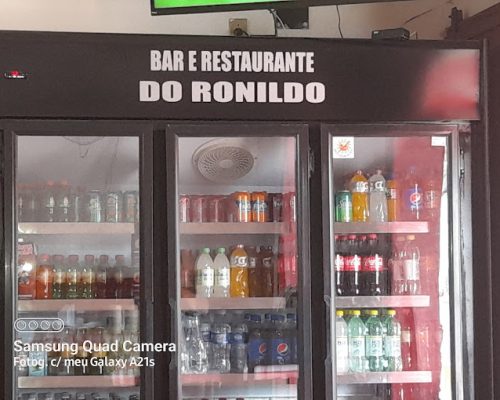 BAR E RESTAURANTE
DO RONILDO
Samsung Quad Camera
Fotog. c/ meu Galaxy A21s